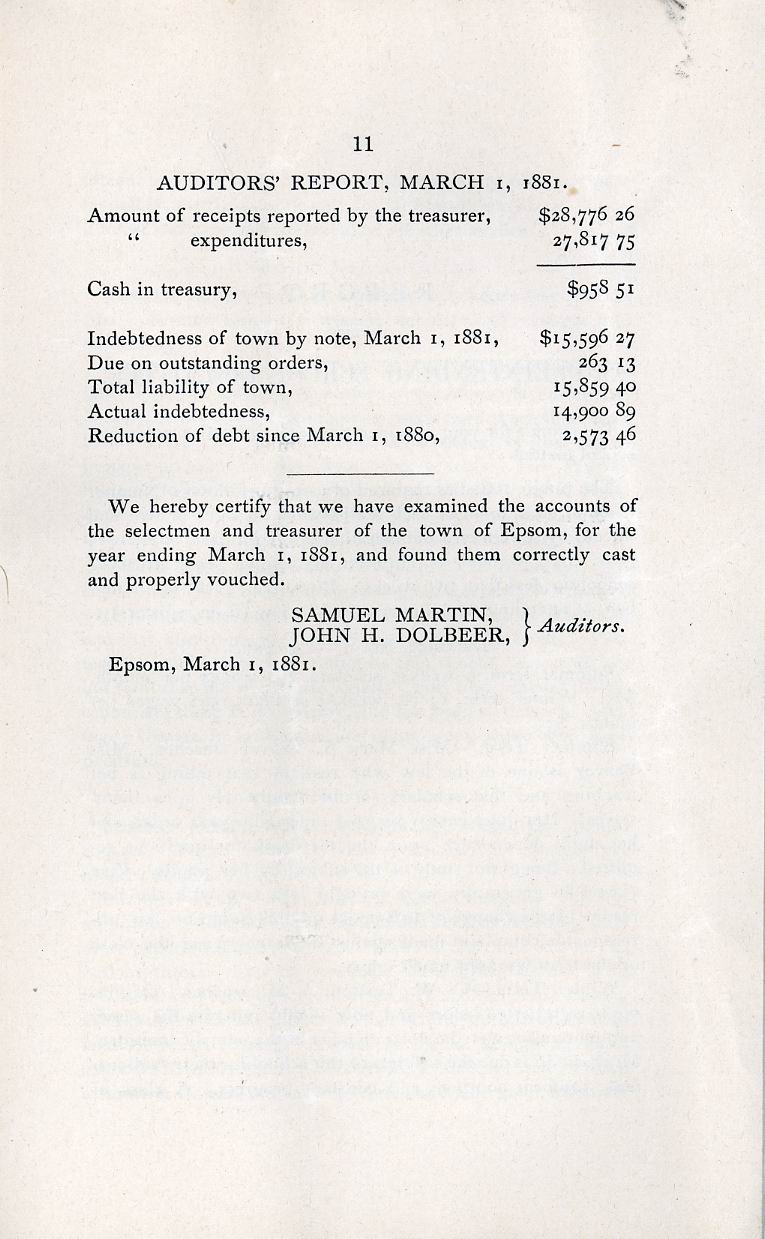 11
AUDITORS' REPORT, MARCH 1, 1881.
Amount of receipts reported by the treasurer, $28,776 26
" expenditures, 27,817 75
Cash in treasury, $958 51
Indebtedness of town by note, March 1, 1881, $15,596 27
Due on outstanding orders, 263 13
Total liability of town, 15,859 40
Actual indebtedness, 14,900 89
Reduction of debt since March 1, 1880, 2,573 46
We hereby certify that we have examined the accounts of
the selectmen and treasurer of the town of Epsom, for the
year ending March 1, 1881, and found them correctly cast
and properly vouched.
SAMUEL MARTIN,
JOHN H. DOLBEER, } Auditors.
Epsom, March 1, 1881.